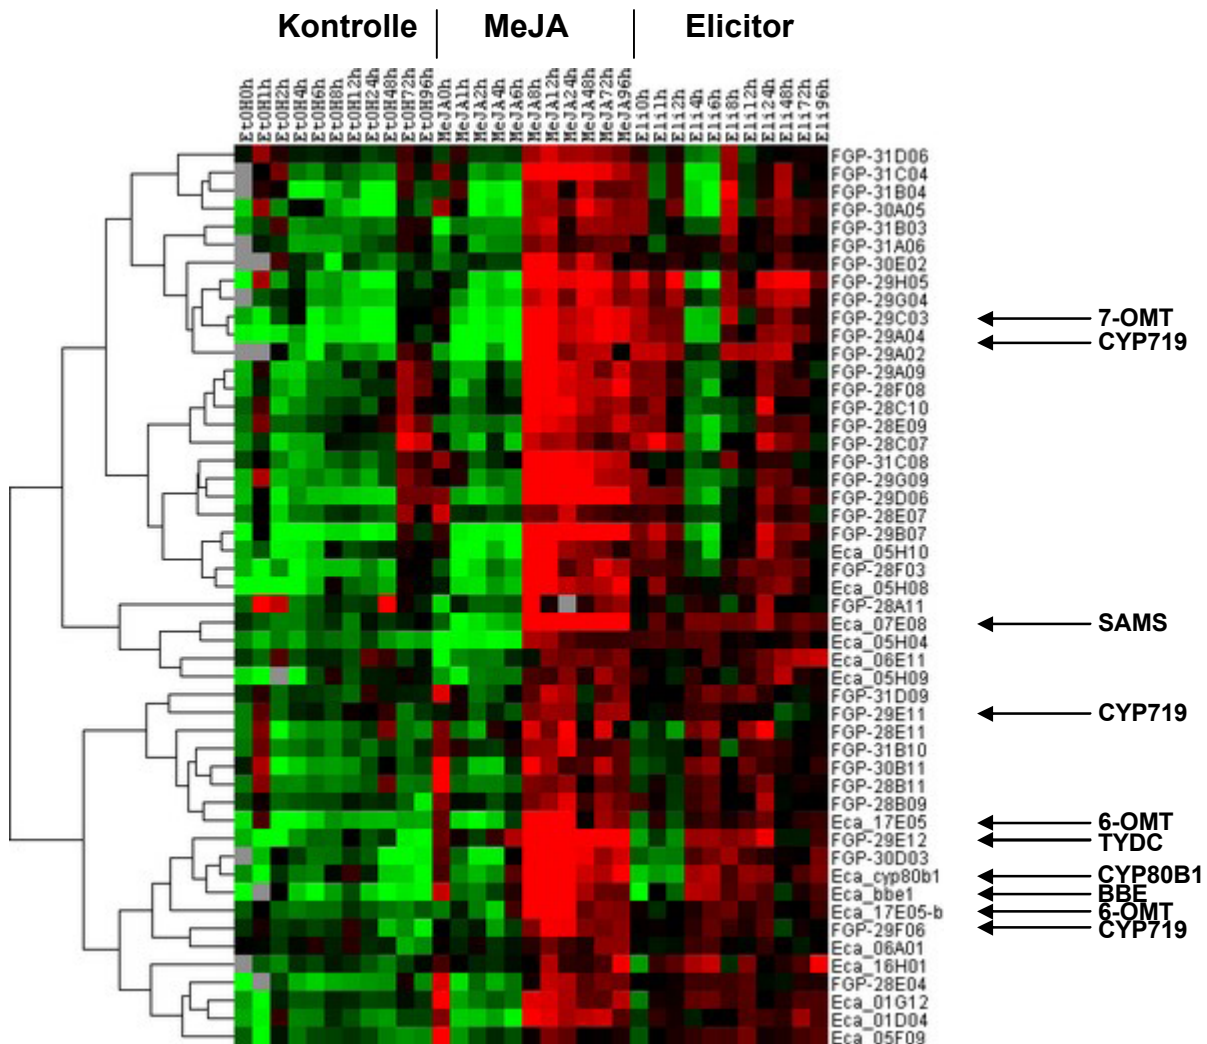 Kontrolle MeJA Elicitor
EtOH0h
EtOH1h
EtOH2h
EtOH4h
EtOH6h
EtOH8h
EtOH12h
EtOH24h
EtOH48h
EtOH72h
EtOH96h
MeJA0h
MeJA1h
MeJA2h
MeJA4h
MeJA6h
MeJA8h
MeJA12h
MeJA24h
MeJA48h
MeJA72h
MeJA96h
Eli0h
Eli1h
Eli2h
Eli4h
Eli6h
Eli8h
Eli12h
Eli24h
Eli48h
Eli72h
Eli96h
FGP-31D06
FGP-31C04
FGP-31B04
FGP-30A05
FGP-31B03
FGP-31A06
FGP-30E02
FGP-29H05
FGP-29G04
FGP-29C03 7-OMT
FGP-29A04 CYP719
FGP-29A02
FGP-29A09
FGP-28F08
FGP-28C10
FGP-28E09
FGP-28C07
FGP-31C08
FGP-29G09
FGP-29D06
FGP-28E07
FGP-29B07
Eca_05H10
FGP-28F03
Eca_05H08
FGP-28A11
Eca_07E08 SAMS
Eca_05H04
Eca_06E11
Eca_05H09
FGP-31D09
FGP-29E11 CYP719
FGP-28E11
FGP-31B10
FGP-30B11
FGP-28B11
FGP-28B09
Eca_17E05 6-OMT
FGP-29E12 TYDC
FGP-30D03
Eca_cyp80b1 CYP80B1
Eca_bbe1 BBE
Eca_17E05-b 6-OMT
FGP-29F06 CYP719
Eca_06A01
Eca_16H01
FGP-28E04
Eca_01G12
Eca_01D04
Eca_05F09